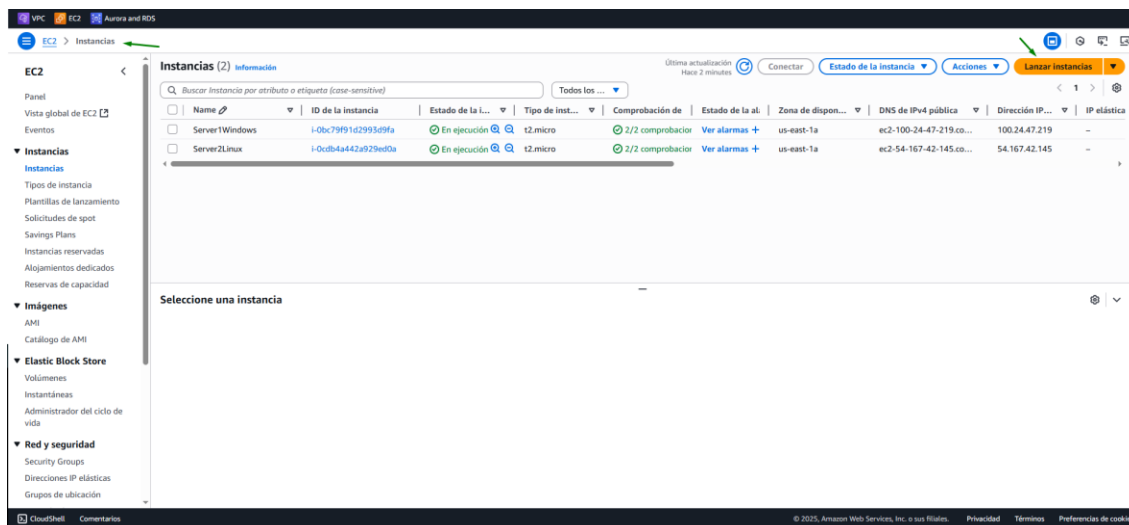 VPC EC2 Aurora and RDS
EC2 > Instancias
EC2
Panel
Vista global de EC2
Eventos
Instancias
Instancias
Tipos de instancia
Plantillas de lanzamiento
Solicitudes de spot
Savings Plans
Instancias reservadas
Alojamientos dedicados
Reservas de capacidad
Imágenes
AMI
Catálogo de AMI
Elastic Block Store
Volúmenes
Instantáneas
Administrador del ciclo de
vida
Red y seguridad
Security Groups
Direcciones IP elásticas
Grupos de ubicación
Instancias (2) Información
Última actualización
Hace 2 minutes
Conectar Estado de la instancia Acciones Lanzar instancias
Buscar Instancia por atributo o etiqueta (case-sensitive) Todos los ... 1
Name ID de la instancia Estado de la i... Tipo de inst... Comprobación de Estado de la al Zona de dispon... DNS de IPv4 pública Dirección IP... IP elástica
Server1Windows i-0bc79f91d2993d9fa En ejecución t2.micro 2/2 comprobacior Ver alarmas + us-east-1a ec2-100-24-47-219.co... 100.24.47.219 –
Server2Linux i-0cdb4a442a929ed0a En ejecución t2.micro 2/2 comprobacior Ver alarmas + us-east-1a ec2-54-167-42-145.co... 54.167.42.145 –
Seleccione una instancia
CloudShell Comentarios © 2025, Amazon Web Services, Inc. o sus filiales. Privacidad Términos Preferencias de cookie